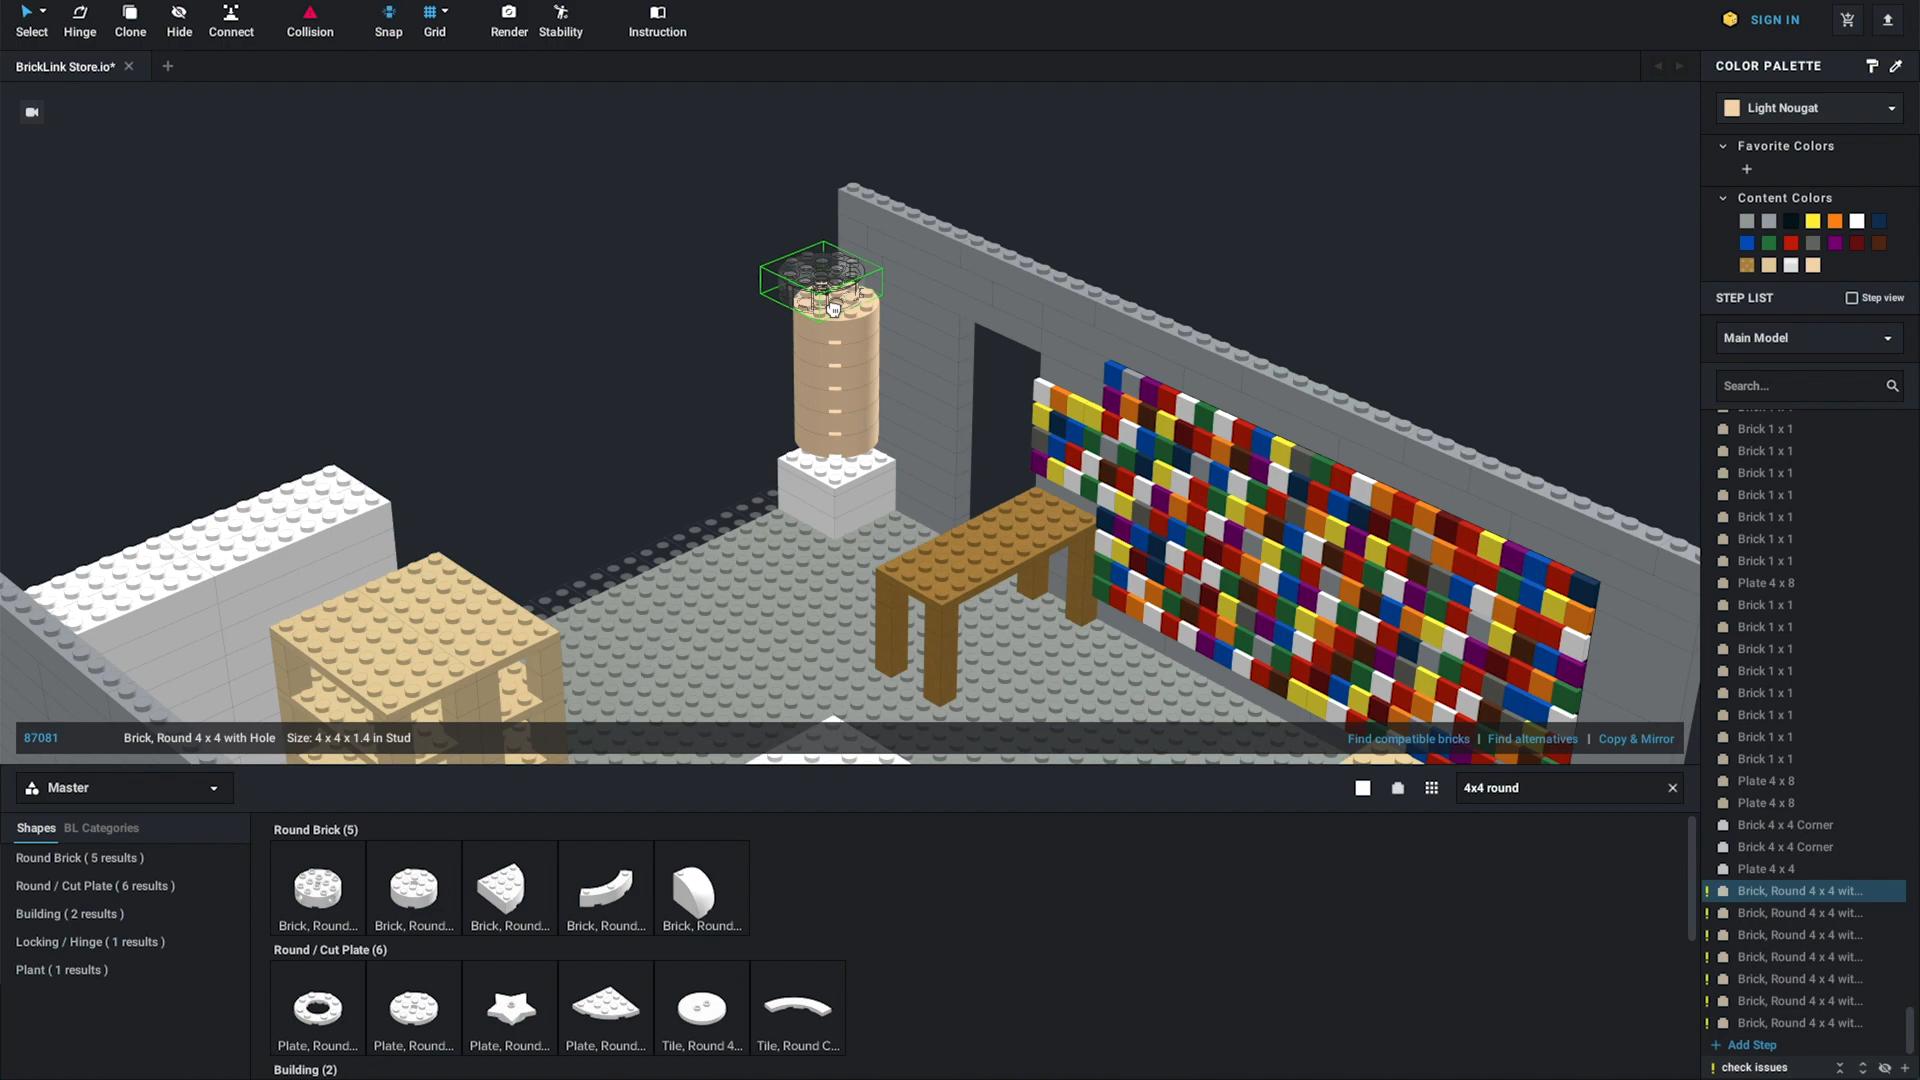 Select
Hinge
Clone
Hide
Connect
Collision
Snap
Grid
Render
Stability
Instruction
SIGN IN
BrickLink Store.io*
COLOR PALETTE
Light Nougat
Favorite Colors
Content Colors
STEP LIST
Step view
Main Model
Search...
Brick 1 x 1
Brick 1 x 1
Brick 1 x 1
Brick 1 x 1
Brick 1 x 1
Brick 1 x 1
Brick 1 x 1
Brick 1 x 1
Plate 4 x 8
Brick 1 x 1
Brick 1 x 1
Brick 1 x 1
Brick 1 x 1
Brick 1 x 1
Brick 1 x 1
Brick 1 x 1
Brick 1 x 1
Plate 4 x 8
Plate 4 x 8
Brick 4 x 4 Corner
Brick 4 x 4 Corner
Plate 4 x 4
Brick, Round 4 x 4 wit...
Brick, Round 4 x 4 wit...
Brick, Round 4 x 4 wit...
Brick, Round 4 x 4 wit...
Brick, Round 4 x 4 wit...
Brick, Round 4 x 4 wit...
Brick, Round 4 x 4 wit...
+ Add Step
! check issues
87081 Brick, Round 4 x 4 with Hole Size: 4 x 4 x 1.4 in Stud
Find compatible bricks | Find alternatives | Copy & Mirror
Master
4x4 round
Shapes BL Categories
Round Brick ( 5 results )
Round / Cut Plate ( 6 results )
Building ( 2 results )
Locking / Hinge ( 1 results )
Plant ( 1 results )
Round Brick (5)
Brick, Round... Brick, Round... Brick, Round... Brick, Round... Brick, Round...
Round / Cut Plate (6)
Plate, Round... Plate, Round... Plate, Round... Plate, Round... Tile, Round 4... Tile, Round C...
Building (2)